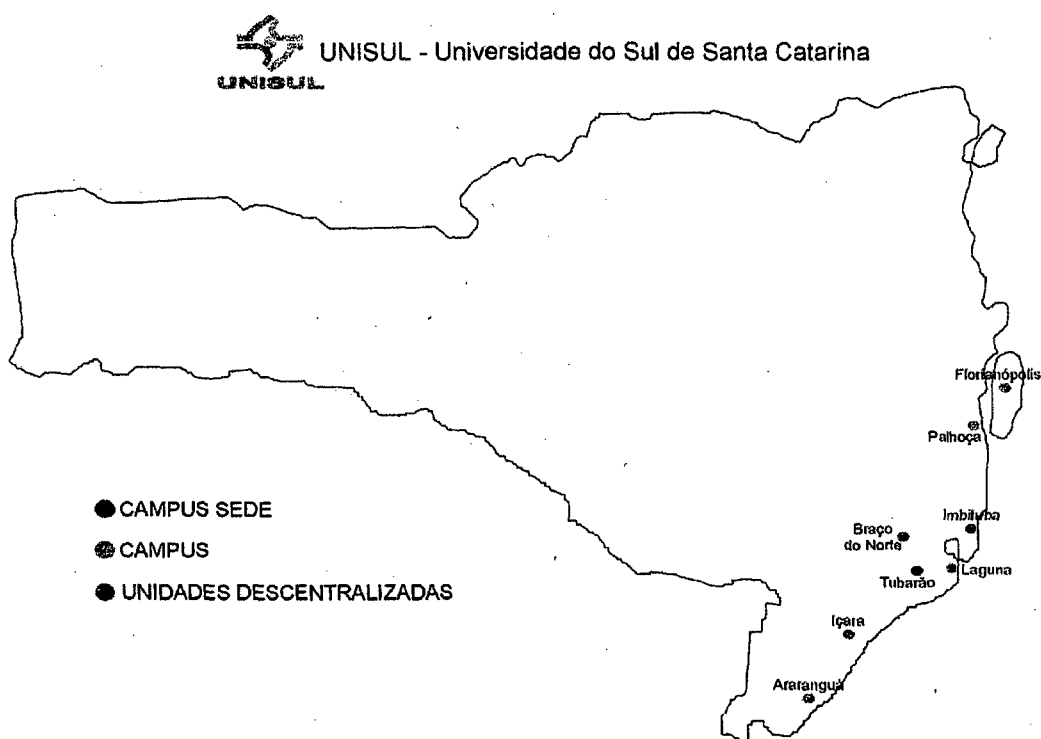 UNISUL - Universidade do Sul de Santa Catarina
UNISUL
Florianópolis
Palhoça
Imbituba
Braço
do Norte
Laguna
Tubarão
Içara
Araranguá
CAMPUS SEDE
CAMPUS
UNIDADES DESCENTRALIZADAS